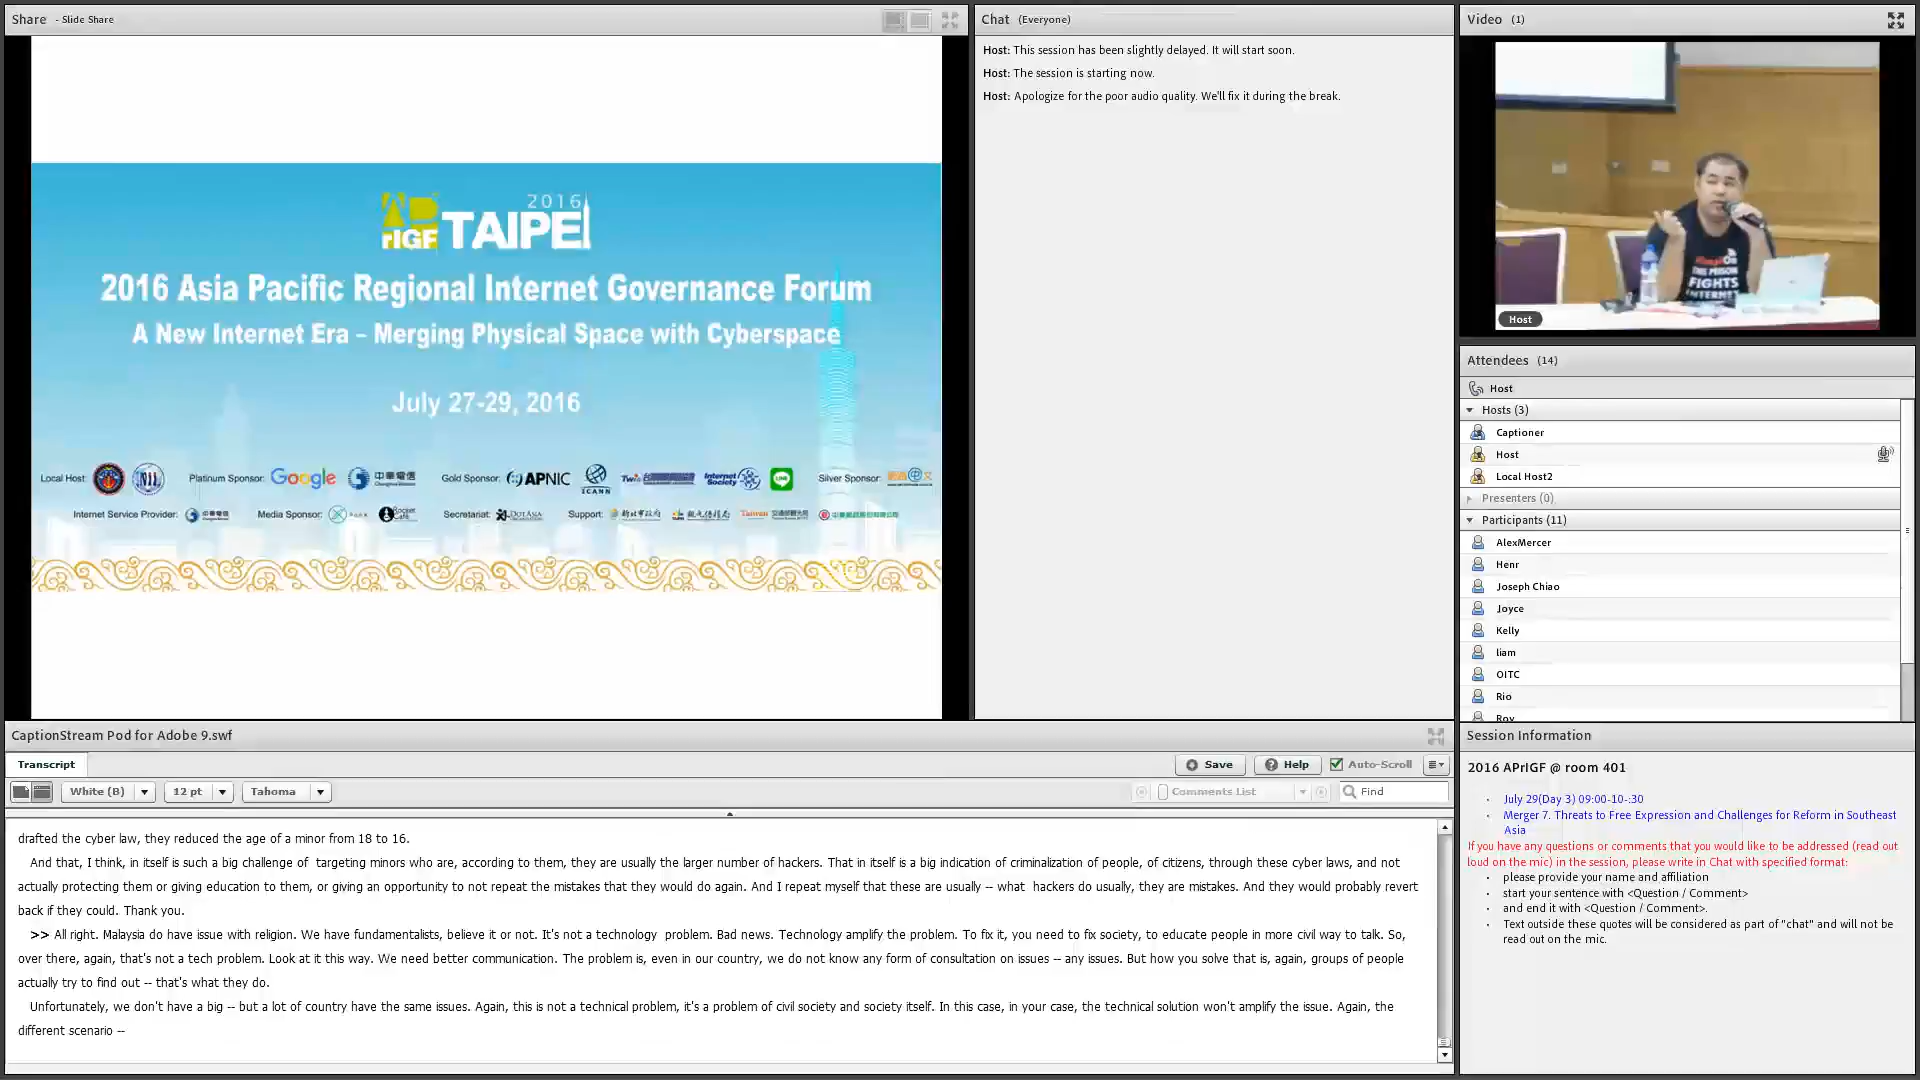 Share - Slide Share
2016
rIGF TAIPEI
2016 Asia Pacific Regional Internet Governance Forum
A New Internet Era – Merging Physical Space with Cyberspace
July 27-29, 2016
Local Host: Platinum Sponsor: Google 中華電信 Gold Sponsor: APNIC ICANN Internet Society LINE Silver Sponsor:
Internet Service Provider: 中華電信 Media Sponsor: Secretariat: DOTASIA Support: 新北市政府
Chat (Everyone)
Host: This session has been slightly delayed. It will start soon.
Host: The session is starting now.
Host: Apologize for the poor audio quality. We'll fix it during the break.
Video (1)
THIS PRISON
FIGHTS
INTERNET
Host
Attendees (14)
Host
Hosts (3)
Captioner
Host
Local Host2
Presenters (0)
Participants (11)
AlexMercer
Henr
Joseph Chiao
Joyce
Kelly
liam
OITC
Rio
Roy
CaptionStream Pod for Adobe 9.swf
Transcript Save Help Auto-Scroll
White (B) 12 pt Tahoma Comments List Find
drafted the cyber law, they reduced the age of a minor from 18 to 16.
And that, I think, in itself is such a big challenge of targeting minors who are, according to them, they are usually the larger number of hackers. That in itself is a big indication of criminalization of people, of citizens, through these cyber laws, and not
actually protecting them or giving education to them, or giving an opportunity to not repeat the mistakes that they would do again. And I repeat myself that these are usually -- what hackers do usually, they are mistakes. And they would probably revert
back if they could. Thank you.
>> All right. Malaysia do have issue with religion. We have fundamentalists, believe it or not. It's not a technology problem. Bad news. Technology amplify the problem. To fix it, you need to fix society, to educate people in more civil way to talk. So,
over there, again, that's not a tech problem. Look at it this way. We need better communication. The problem is, even in our country, we do not know any form of consultation on issues -- any issues. But how you solve that is, again, groups of people
actually try to find out -- that's what they do.
Unfortunately, we don't have a big -- but a lot of country have the same issues. Again, this is not a technical problem, it's a problem of civil society and society itself. In this case, in your case, the technical solution won't amplify the issue. Again, the
different scenario --
Session Information
2016 APrIGF @ room 401
July 29(Day 3) 09:00-10-:30
Merger 7. Threats to Free Expression and Challenges for Reform in Southeast
Asia
If you have any questions or comments that you would like to be addressed (read out
loud on the mic) in the session, please write in Chat with specified format:
please provide your name and affiliation
start your sentence with <Question / Comment>
and end it with <Question / Comment>.
Text outside these quotes will be considered as part of "chat" and will not be
read out on the mic.